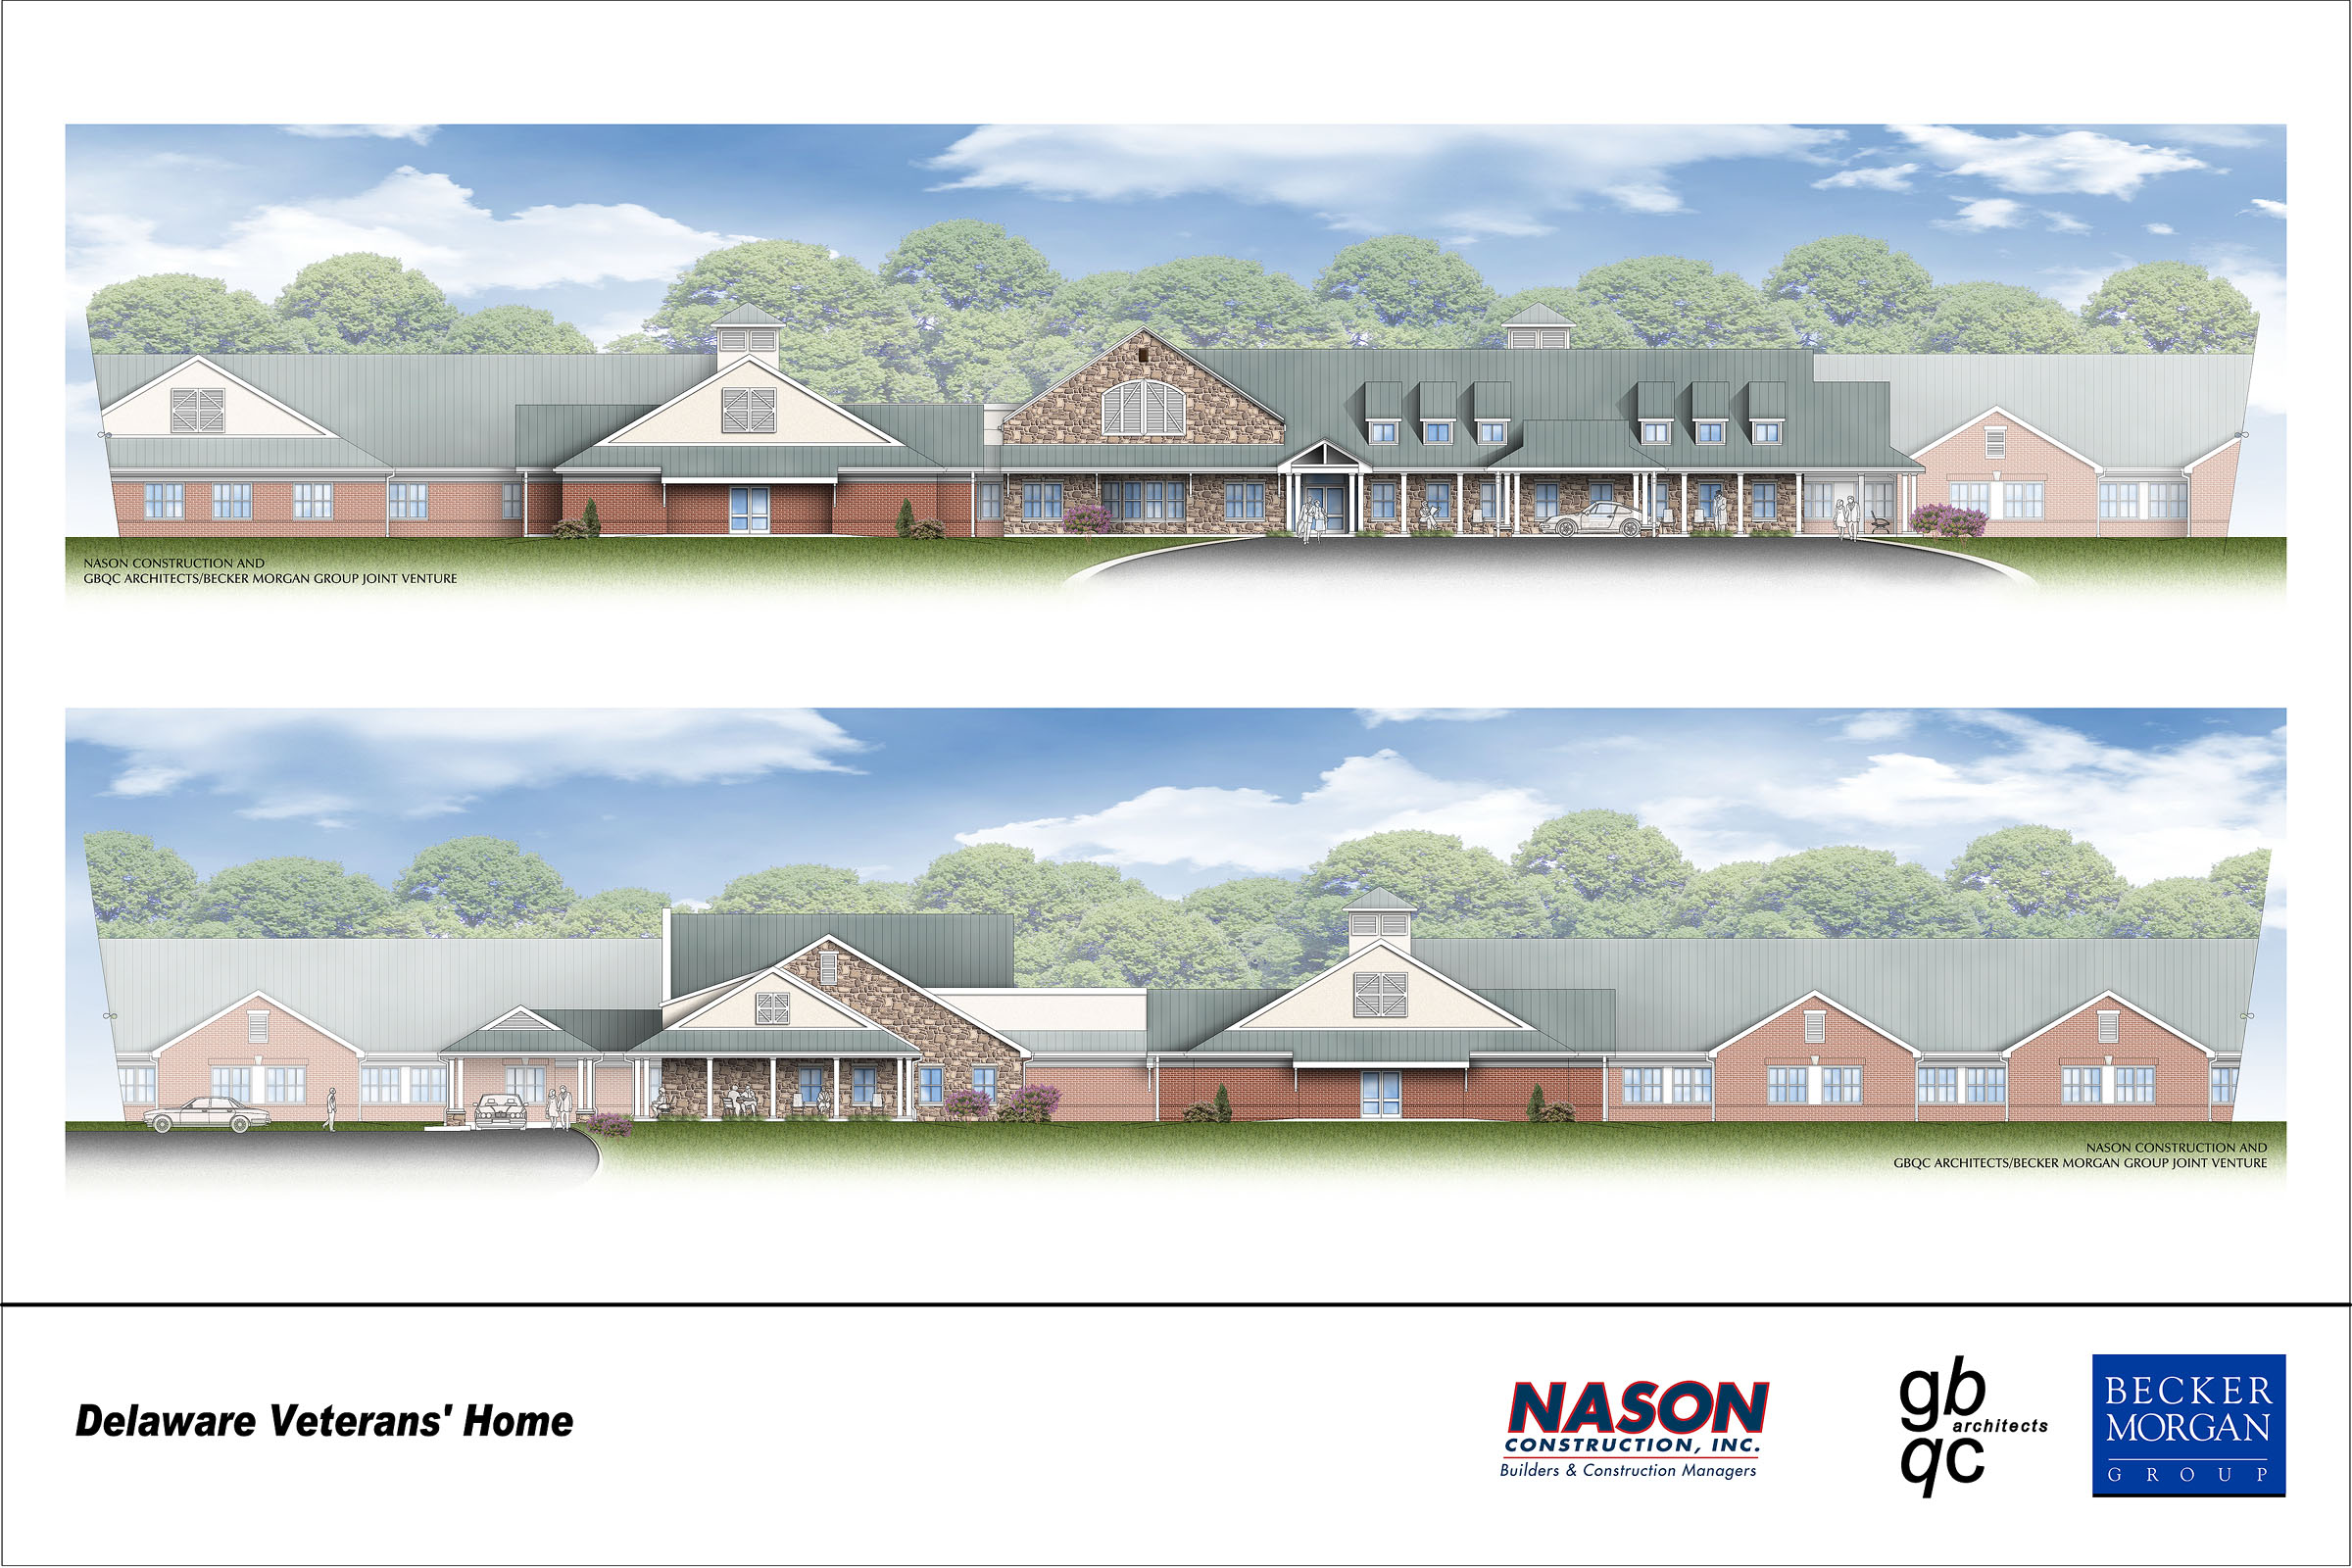 NASON CONSTRUCTION AND
GBQC ARCHITECTS/BECKER MORGAN GROUP JOINT VENTURE
NASON CONSTRUCTION AND
GBQC ARCHITECTS/BECKER MORGAN GROUP JOINT VENTURE
Delaware Veterans' Home
NASON
CONSTRUCTION, INC.
Builders & Construction Managers
gb
architects
qc
BECKER
MORGAN
GROUP